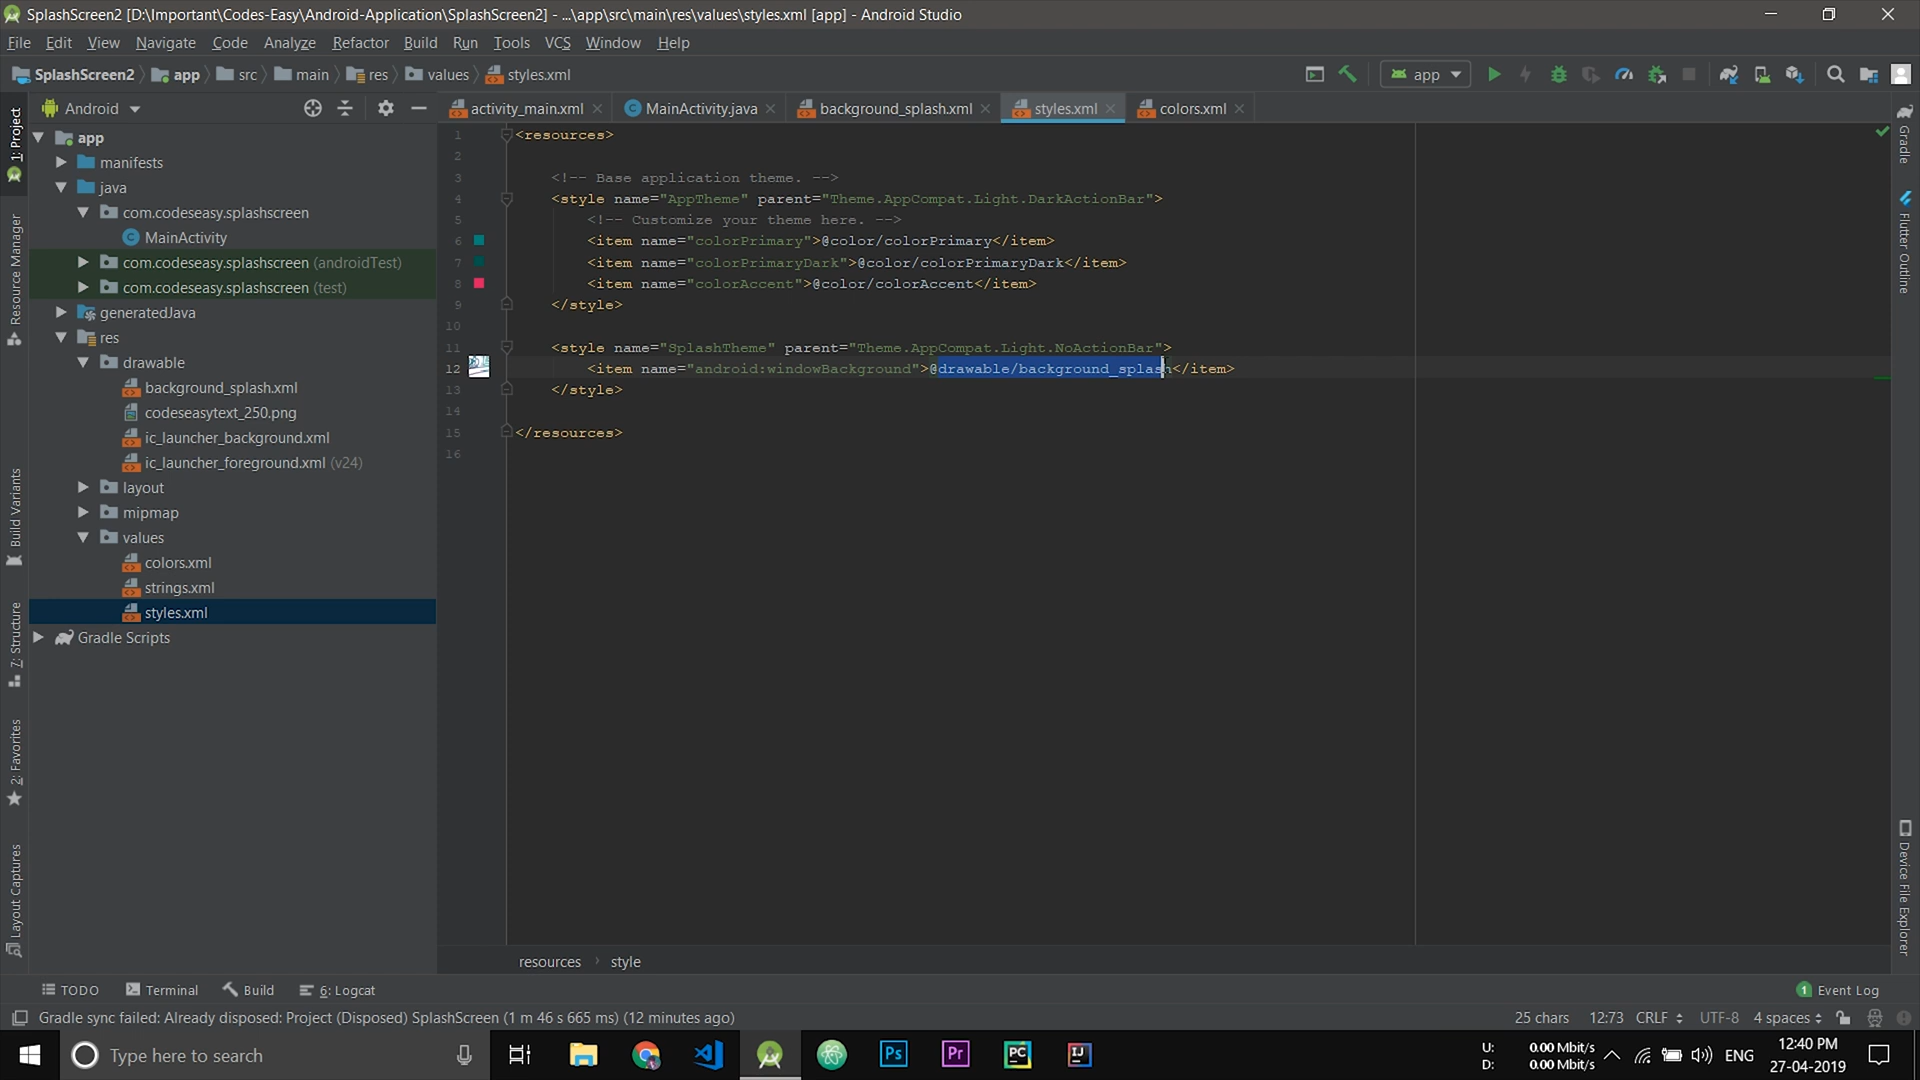 SplashScreen2 [D:\Important\Codes-Easy\Android-Application\SplashScreen2] - ...\app\src\main\res\values\styles.xml [app] - Android Studio
File Edit View Navigate Code Analyze Refactor Build Run Tools VCS Window Help
SplashScreen2 app src main res values styles.xml app
Android
activity_main.xml MainActivity.java background_splash.xml styles.xml colors.xml
1: Project
Resource Manager
Build Variants
7: Structure
2: Favorites
Layout Captures
app
manifests
java
com.codeseasy.splashscreen
MainActivity
com.codeseasy.splashscreen (androidTest)
com.codeseasy.splashscreen (test)
generatedJava
res
drawable
background_splash.xml
codeseasytext_250.png
ic_launcher_background.xml
ic_launcher_foreground.xml (v24)
layout
mipmap
values
colors.xml
strings.xml
styles.xml
Gradle Scripts
1 <resources>
2
3 <!-- Base application theme. -->
4 <style name="AppTheme" parent="Theme.AppCompat.Light.DarkActionBar">
5 <!-- Customize your theme here. -->
6 <item name="colorPrimary">@color/colorPrimary</item>
7 <item name="colorPrimaryDark">@color/colorPrimaryDark</item>
8 <item name="colorAccent">@color/colorAccent</item>
9 </style>
10
11 <style name="SplashTheme" parent="Theme.AppCompat.Light.NoActionBar">
12 <item name="android:windowBackground">@drawable/background_splash</item>
13 </style>
14
15 </resources>
16
Gradle
Flutter Outline
Device File Explorer
resources style
TODO Terminal Build 6: Logcat 1 Event Log
Gradle sync failed: Already disposed: Project (Disposed) SplashScreen (1 m 46 s 665 ms) (12 minutes ago) 25 chars 12:73 CRLF UTF-8 4 spaces
Type here to search Ps Pr PC IJ
U: 0.00 Mbit/s
D: 0.00 Mbit/s
ENG
12:40 PM
27-04-2019